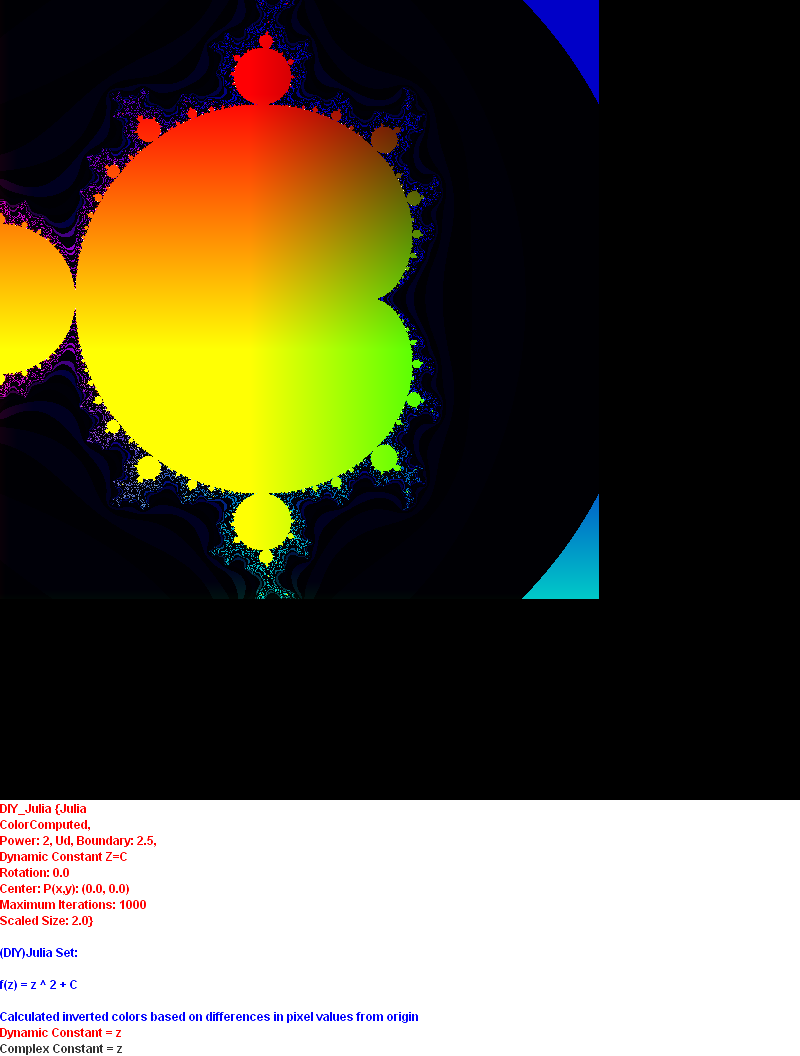 DIY_Julia {Julia
ColorComputed,
Power: 2, Ud, Boundary: 2.5,
Dynamic Constant Z=C
Rotation: 0.0
Center: P(x,y): (0.0, 0.0)
Maximum Iterations: 1000
Scaled Size: 2.0}
(DIY)Julia Set:
f(z) = z ^ 2 + C
Calculated inverted colors based on differences in pixel values from origin
Dynamic Constant = z
Complex Constant = z